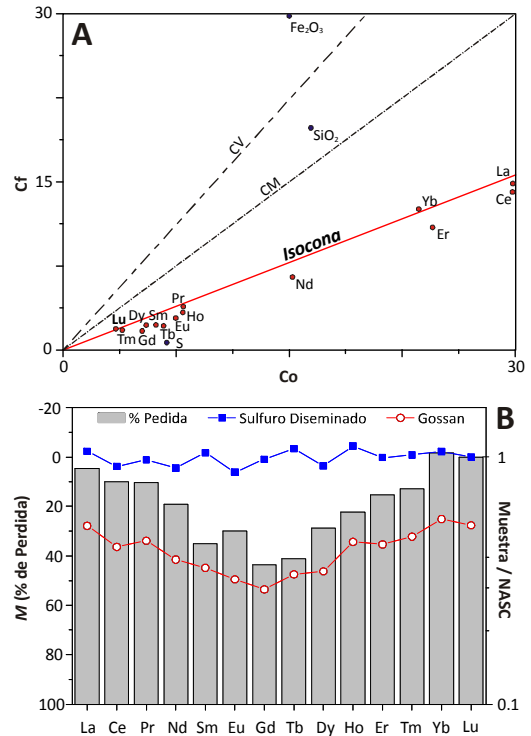 A
30
15
0
Cf
0
15
30
Co
Fe₂O₃
SiO₂
CV
CM
Isocona
La
Ce
Yb
Er
Nd
Pr
Ho
Lu
Dy
Sm
Tm
Gd
Tb
Eu
S
B
% Pedida
Sulfuro Diseminado
Gossan
-20
0
20
40
60
80
100
M (% de Perdida)
1
0.1
Muestra / NASC
La Ce Pr Nd Sm Eu Gd Tb Dy Ho Er Tm Yb Lu